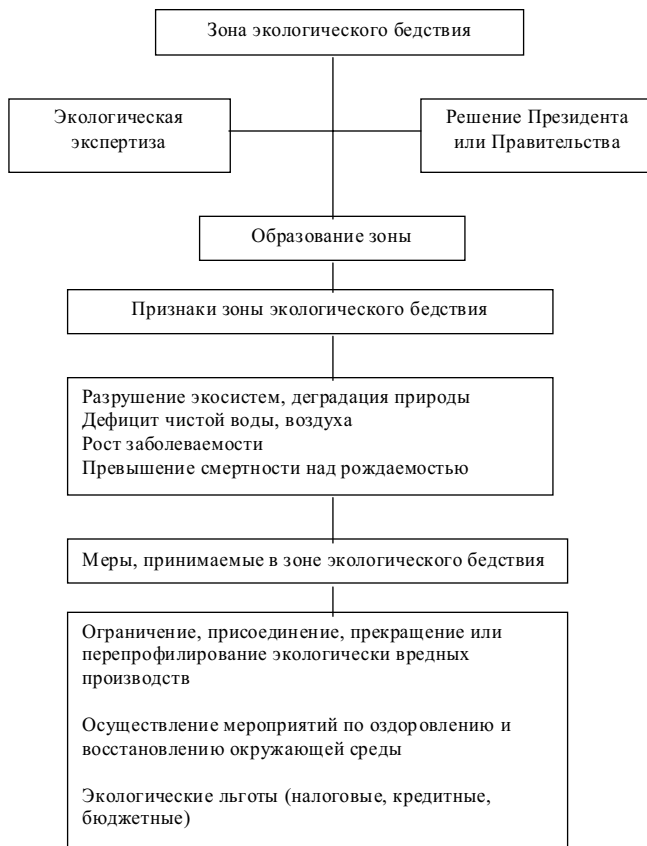 Зона экологического бедствия
Экологическая
экспертиза
Решение Президента
или Правительства
Образование зоны
Признаки зоны экологического бедствия
Разрушение экосистем, деградация природы
Дефицит чистой воды, воздуха
Рост заболеваемости
Превышение смертности над рождаемостью
Меры, принимаемые в зоне экологического бедствия
Ограничение, присоединение, прекращение или
перепрофилирование экологически вредных
производств
Осуществление мероприятий по оздоровлению и
восстановлению окружающей среды
Экологические льготы (налоговые, кредитные,
бюджетные)